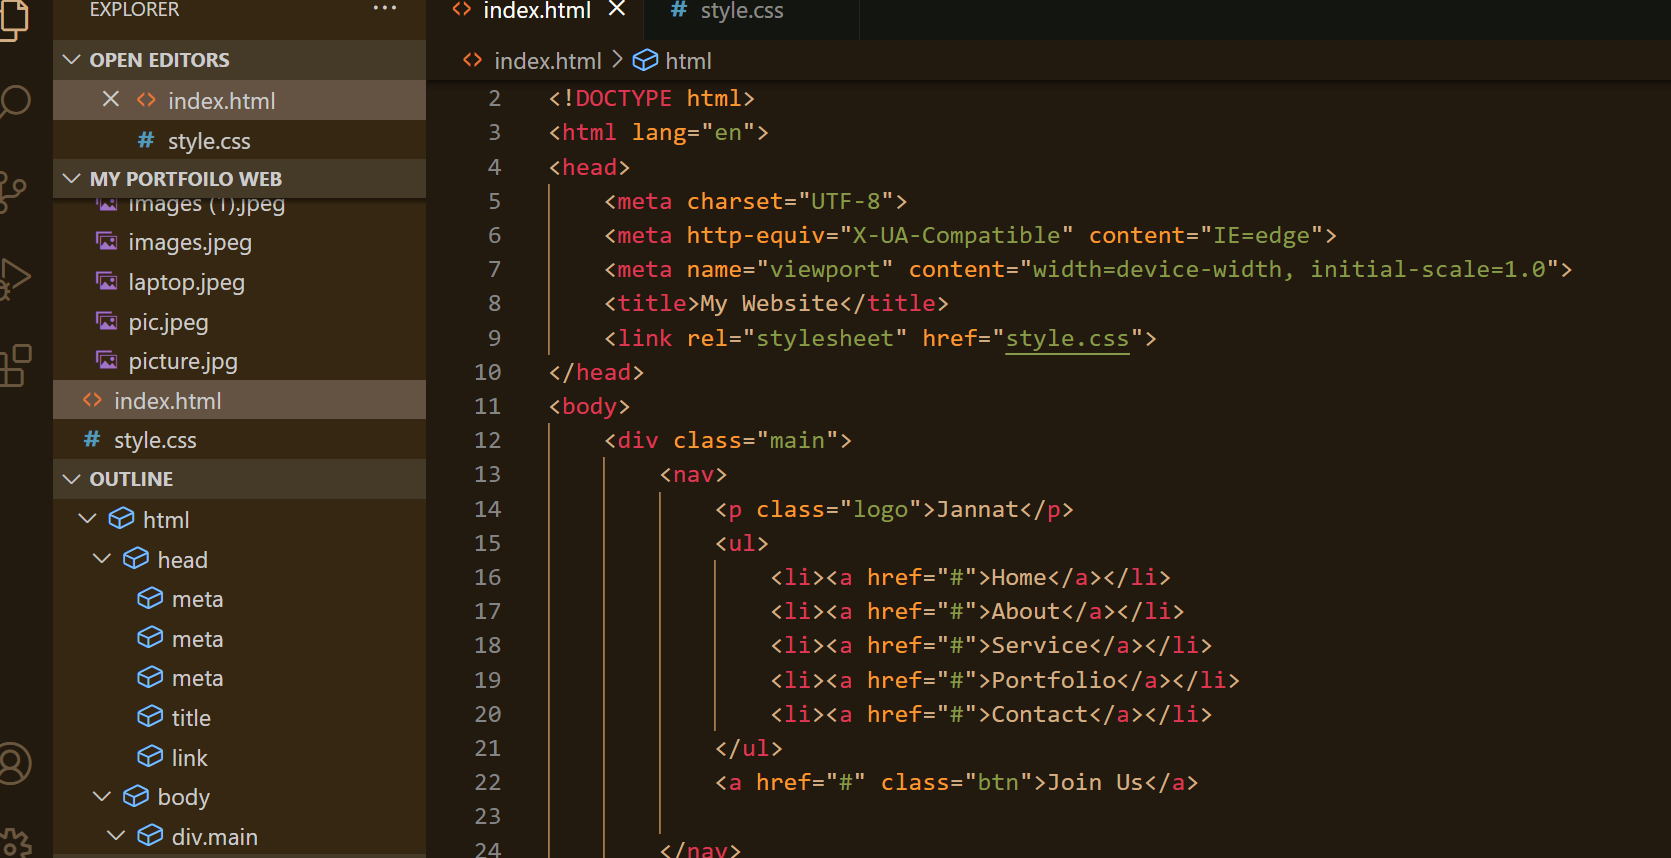 EXPLORER
OPEN EDITORS
index.html
style.css
MY PORTFOILO WEB
images (1).jpeg
images.jpeg
laptop.jpeg
pic.jpeg
picture.jpg
index.html
style.css
OUTLINE
html
head
meta
meta
meta
title
link
body
div.main
index.html style.css
index.html > html
2 <!DOCTYPE html>
3 <html lang="en">
4 <head>
5 <meta charset="UTF-8">
6 <meta http-equiv="X-UA-Compatible" content="IE=edge">
7 <meta name="viewport" content="width=device-width, initial-scale=1.0">
8 <title>My Website</title>
9 <link rel="stylesheet" href="style.css">
10 </head>
11 <body>
12 <div class="main">
13 <nav>
14 <p class="logo">Jannat</p>
15 <ul>
16 <li><a href="#">Home</a></li>
17 <li><a href="#">About</a></li>
18 <li><a href="#">Service</a></li>
19 <li><a href="#">Portfolio</a></li>
20 <li><a href="#">Contact</a></li>
21 </ul>
22 <a href="#" class="btn">Join Us</a>
23
24 </nav>